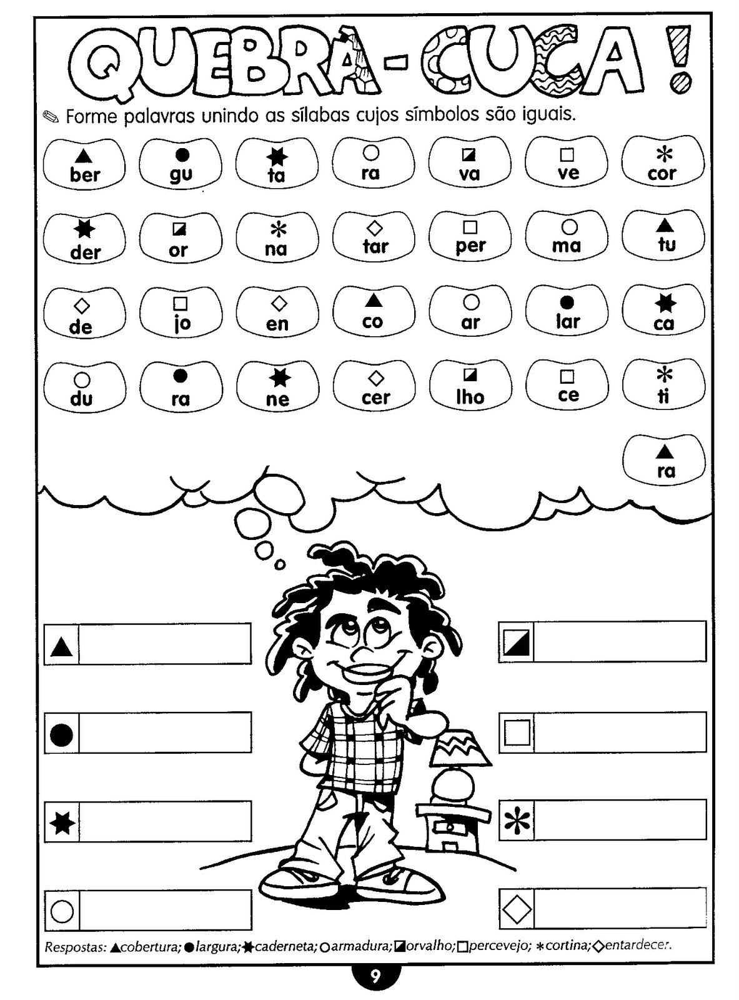 QUEBRA-CUCA!
Forme palavras unindo as sílabas cujos símbolos são iguais.
ber gu ta ra va ve cor
der or na tar per ma tu
de jo en co ar lar ca
du ra ne cer lho ce ti
ra
Respostas: ▲cobertura; ●largura; ✶caderneta; ○armadura; ◪orvalho; □percevejo; *cortina; ◇entardecer.
9